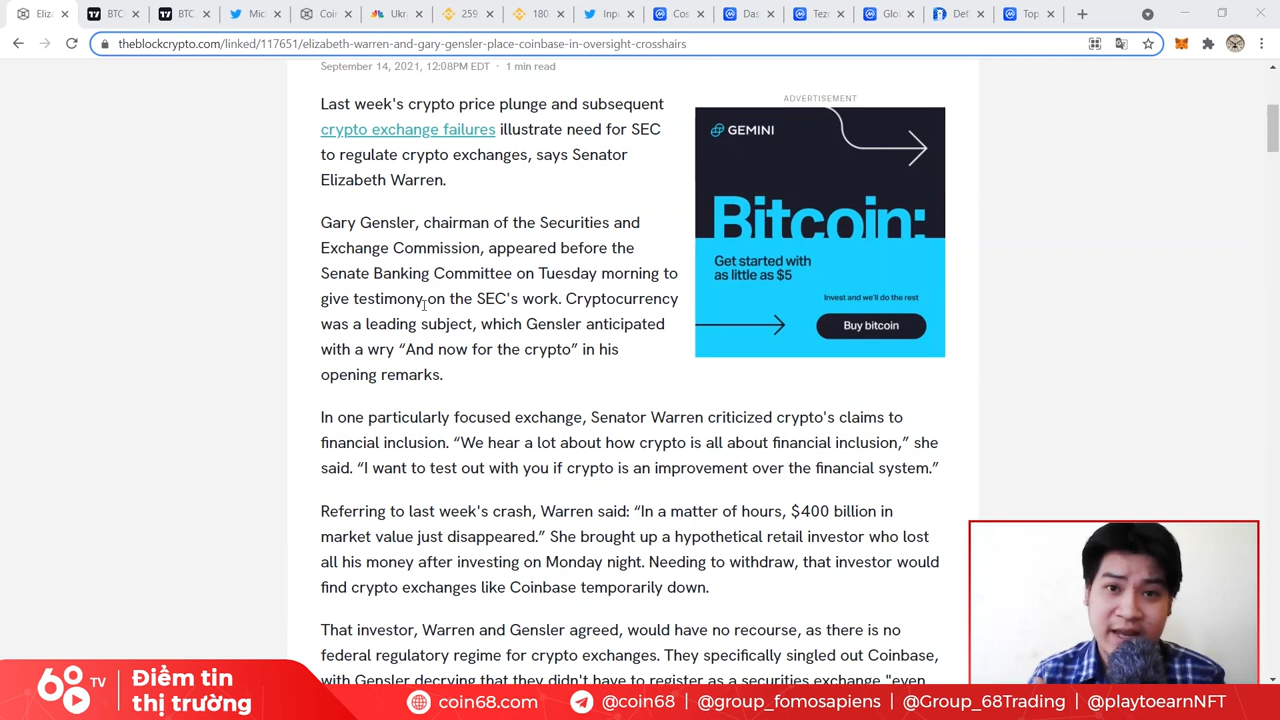 Eliz
BTC
BTC
Mic
Coin
Ukra
259
180
Inp
Cos
Das
Tez
Glo
Def
Top
theblockcrypto.com/linked/117651/elizabeth-warren-and-gary-gensler-place-coinbase-in-oversight-crosshairs
September 14, 2021, 12:08PM EDT • 1 min read
Last week's crypto price plunge and subsequent
crypto exchange failures illustrate need for SEC
to regulate crypto exchanges, says Senator
Elizabeth Warren.
ADVERTISEMENT
GEMINI
Bitcoin:
Get started with
as little as $5
Invest and we'll do the rest
Buy bitcoin
Gary Gensler, chairman of the Securities and
Exchange Commission, appeared before the
Senate Banking Committee on Tuesday morning to
give testimony on the SEC's work. Cryptocurrency
was a leading subject, which Gensler anticipated
with a wry “And now for the crypto” in his
opening remarks.
In one particularly focused exchange, Senator Warren criticized crypto's claims to
financial inclusion. “We hear a lot about how crypto is all about financial inclusion,” she
said. “I want to test out with you if crypto is an improvement over the financial system.”
Referring to last week's crash, Warren said: “In a matter of hours, $400 billion in
market value just disappeared.” She brought up a hypothetical retail investor who lost
all his money after investing on Monday night. Needing to withdraw, that investor would
find crypto exchanges like Coinbase temporarily down.
That investor, Warren and Gensler agreed, would have no recourse, as there is no
federal regulatory regime for crypto exchanges. They specifically singled out Coinbase,
with Gensler decrying that they didn't have to register as a securities exchange "even
68 TV
Điểm tin
thị trường
coin68.com
@coin68 | @group_fomosapiens | @Group_68Trading | @playtoearnNFT